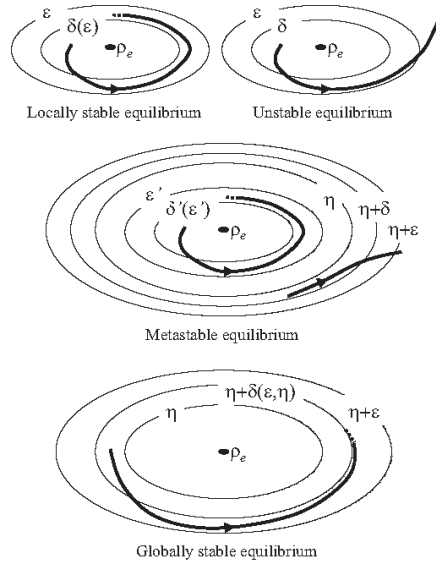 ε ε
δ(ε) δ
ρe ρe
Locally stable equilibrium Unstable equilibrium
ε' η
δ'(ε') η+δ
η+ε
ρe
Metastable equilibrium
η+δ(ε,η)
η η+ε
ρe
Globally stable equilibrium